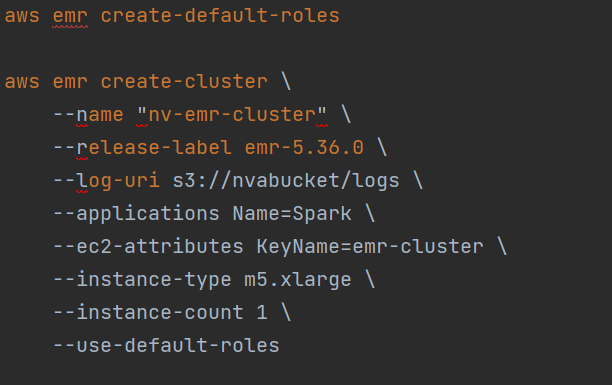 aws emr create-default-roles
aws emr create-cluster \
--name "nv-emr-cluster" \
--release-label emr-5.36.0 \
--log-uri s3://nvabucket/logs \
--applications Name=Spark \
--ec2-attributes KeyName=emr-cluster \
--instance-type m5.xlarge \
--instance-count 1 \
--use-default-roles